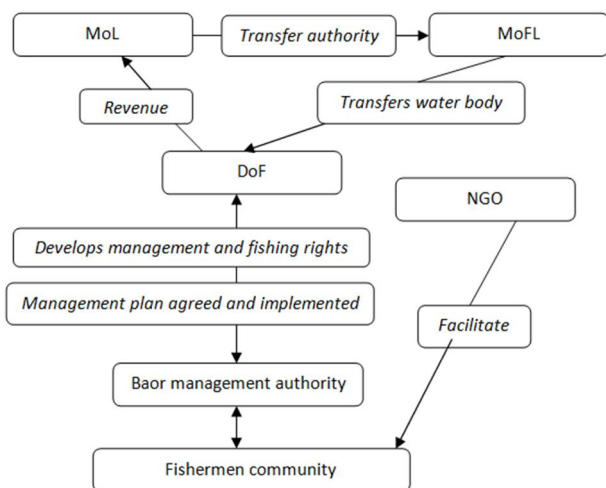 MoL
Transfer authority
MoFL
Revenue
Transfers water body
DoF
NGO
Develops management and fishing rights
Management plan agreed and implemented
Facilitate
Baor management authority
Fishermen community